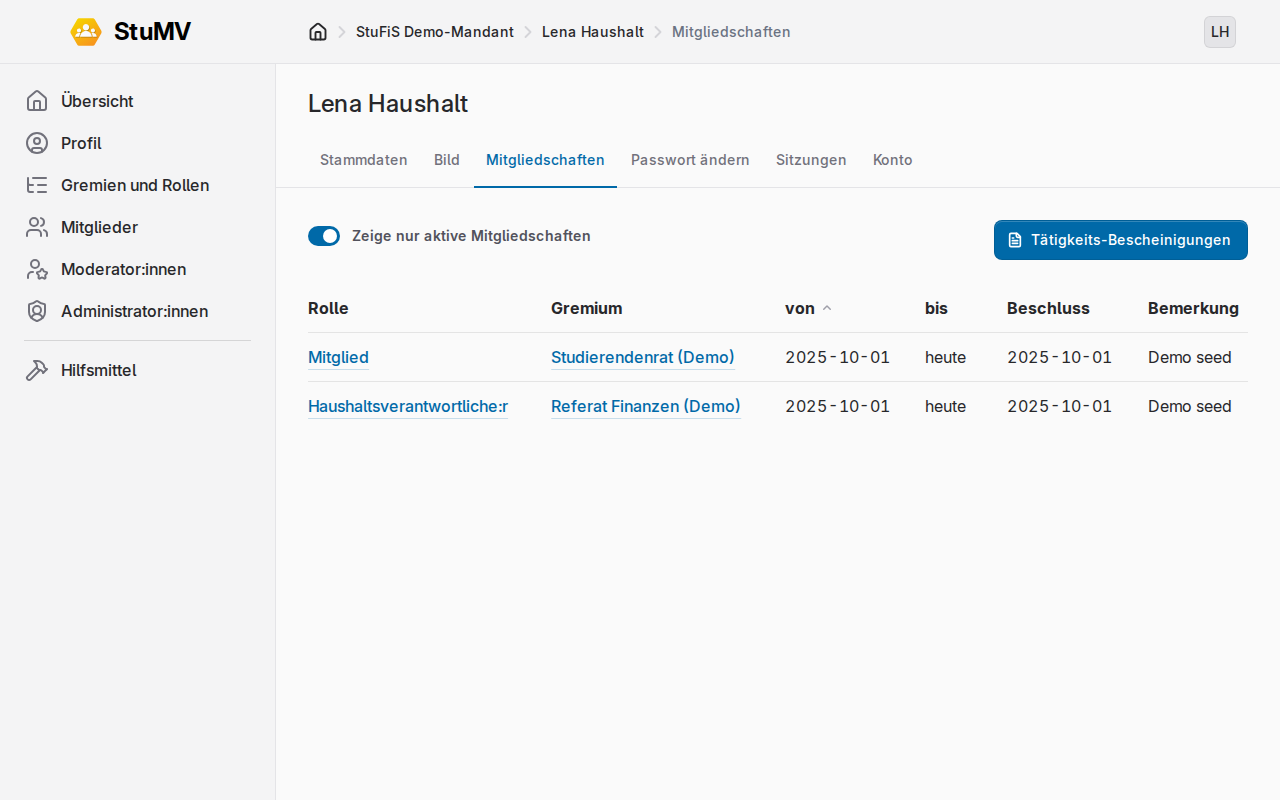 StuMV
StuFiS Demo-Mandant
Lena Haushalt
Mitgliedschaften
LH
Übersicht
Profil
Gremien und Rollen
Mitglieder
Moderator:innen
Administrator:innen
Hilfsmittel
Lena Haushalt
Stammdaten Bild Mitgliedschaften Passwort ändern Sitzungen Konto
Zeige nur aktive Mitgliedschaften
Tätigkeits-Bescheinigungen
Rolle Gremium von bis Beschluss Bemerkung
Mitglied Studierendenrat (Demo) 2025-10-01 heute 2025-10-01 Demo seed
Haushaltsverantwortliche:r Referat Finanzen (Demo) 2025-10-01 heute 2025-10-01 Demo seed